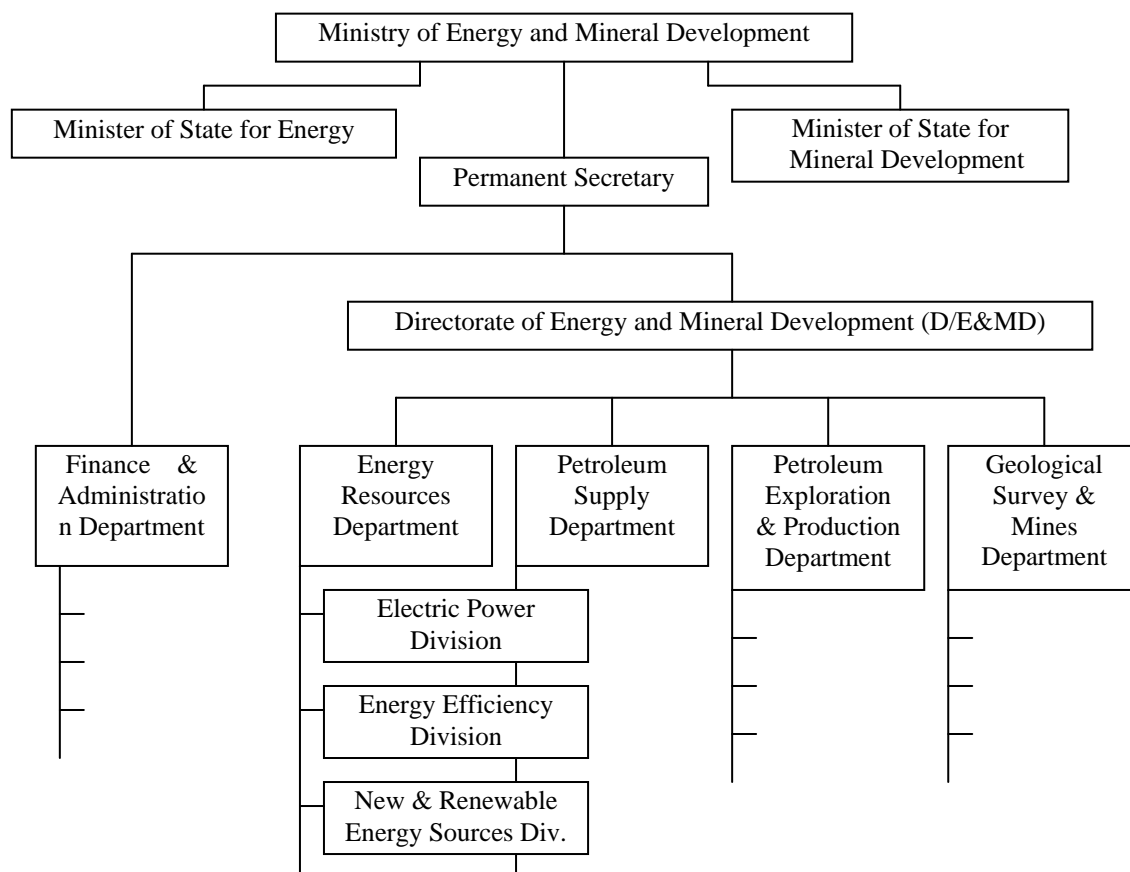 Ministry of Energy and Mineral Development
Minister of State for Energy
Minister of State for
Mineral Development
Permanent Secretary
Directorate of Energy and Mineral Development (D/E&MD)
Finance &
Administratio
n Department
Energy
Resources
Department
Petroleum
Supply
Department
Petroleum
Exploration
& Production
Department
Geological
Survey &
Mines
Department
Electric Power
Division
Energy Efficiency
Division
New & Renewable
Energy Sources Div.